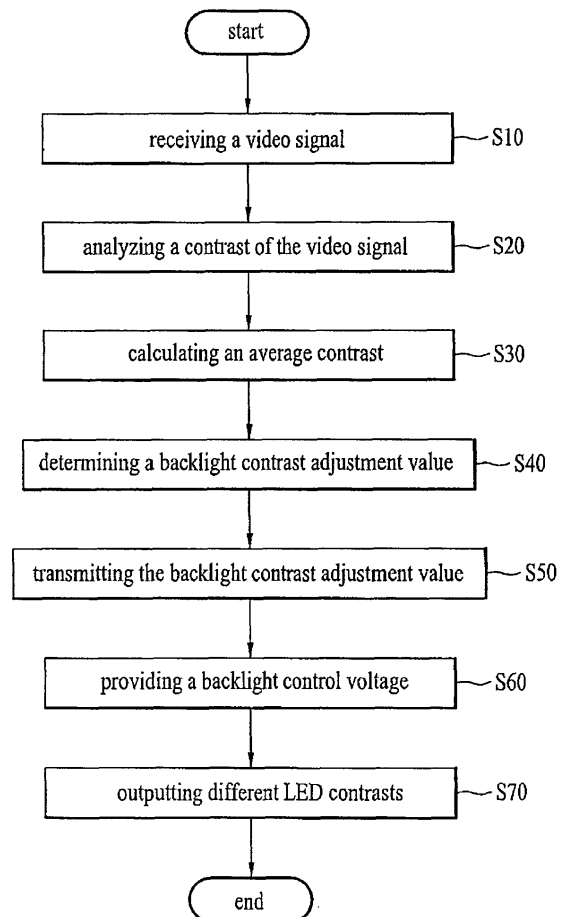 start
receiving a video signal
S10
analyzing a contrast of the video signal
S20
calculating an average contrast
S30
determining a backlight contrast adjustment value
S40
transmitting the backlight contrast adjustment value
S50
providing a backlight control voltage
S60
outputting different LED contrasts
S70
end